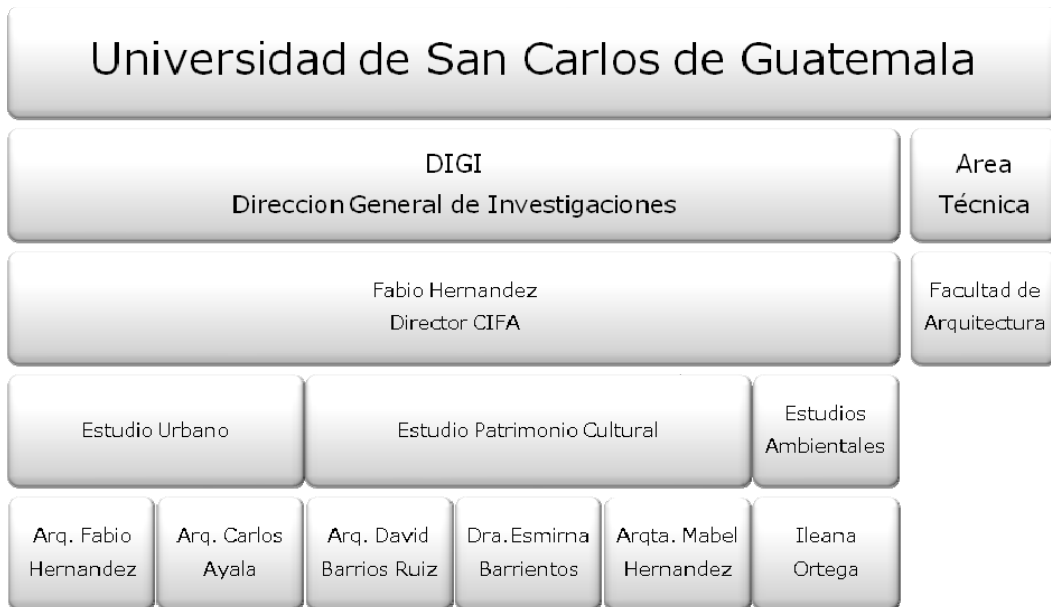 Universidad de San Carlos de Guatemala
DIGI
Direccion General de Investigaciones
Area
Técnica
Fabio Hernandez
Director CIFA
Facultad de
Arquitectura
Estudio Urbano
Estudio Patrimonio Cultural
Estudios
Ambientales
Arq. Fabio
Hernandez
Arq. Carlos
Ayala
Arq. David
Barrios Ruiz
Dra.Esmirna
Barrientos
Arqta. Mabel
Hernandez
Ileana
Ortega